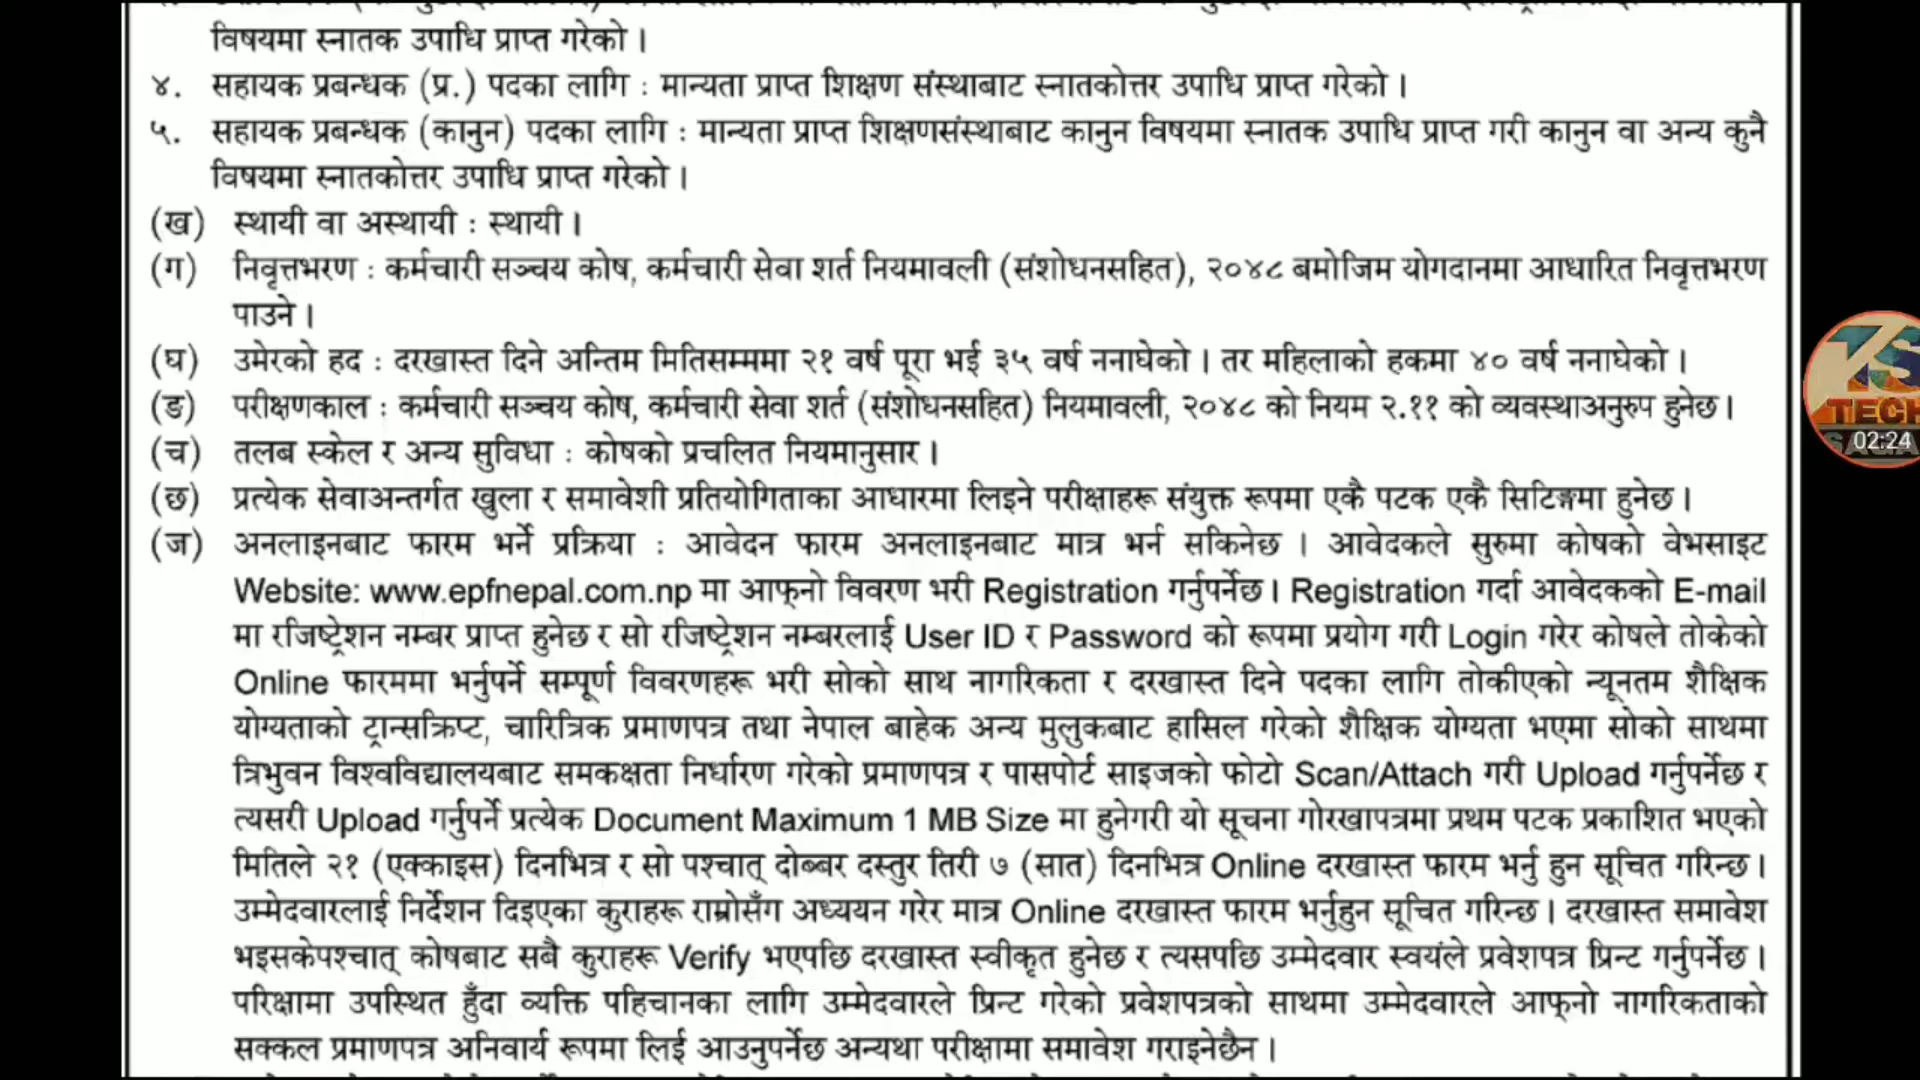 विषयमा स्नातक उपाधि प्राप्त गरेको ।
४. सहायक प्रबन्धक (प्र.) पदका लागि : मान्यता प्राप्त शिक्षण संस्थाबाट स्नातकोत्तर उपाधि प्राप्त गरेको ।
५. सहायक प्रबन्धक (कानुन) पदका लागि : मान्यता प्राप्त शिक्षणसंस्थाबाट कानुन विषयमा स्नातक उपाधि प्राप्त गरी कानुन वा अन्य कुनै
विषयमा स्नातकोत्तर उपाधि प्राप्त गरेको ।
(ख) स्थायी वा अस्थायी : स्थायी ।
(ग) निवृत्तभरण : कर्मचारी सञ्चय कोष, कर्मचारी सेवा शर्त नियमावली (संशोधनसहित), २०४८ बमोजिम योगदानमा आधारित निवृत्तभरण
पाउने ।
(घ) उमेरको हद : दरखास्त दिने अन्तिम मितिसम्ममा २१ वर्ष पूरा भई ३५ वर्ष ननाघेको । तर महिलाको हकमा ४० वर्ष ननाघेको ।
(ङ) परीक्षणकाल : कर्मचारी सञ्चय कोष, कर्मचारी सेवा शर्त (संशोधनसहित) नियमावली, २०४८ को नियम २.११ को व्यवस्थाअनुरुप हुनेछ ।
(च) तलब स्केल र अन्य सुविधा : कोषको प्रचलित नियमानुसार ।
(छ) प्रत्येक सेवाअन्तर्गत खुला र समावेशी प्रतियोगिताका आधारमा लिइने परीक्षाहरू संयुक्त रूपमा एकै पटक एकै सिटिङ्गमा हुनेछ ।
(ज) अनलाइनबाट फारम भर्ने प्रक्रिया : आवेदन फारम अनलाइनबाट मात्र भर्न सकिनेछ । आवेदकले सुरुमा कोषको वेभसाइट
Website: www.epfnepal.com.np मा आफ्‌नो विवरण भरी Registration गर्नुपर्नेछ । Registration गर्दा आवेदकको E-mail
मा रजिष्ट्रेशन नम्बर प्राप्त हुनेछ र सो रजिष्ट्रेशन नम्बरलाई User ID र Password को रूपमा प्रयोग गरी Login गरेर कोषले तोकेको
Online फारममा भर्नुपर्ने सम्पूर्ण विवरणहरू भरी सोको साथ नागरिकता र दरखास्त दिने पदका लागि तोकीएको न्यूनतम शैक्षिक
योग्यताको ट्रान्सक्रिप्ट, चारित्रिक प्रमाणपत्र तथा नेपाल बाहेक अन्य मुलुकबाट हासिल गरेको शैक्षिक योग्यता भएमा सोको साथमा
त्रिभुवन विश्वविद्यालयबाट समकक्षता निर्धारण गरेको प्रमाणपत्र र पासपोर्ट साइजको फोटो Scan/Attach गरी Upload गर्नुपर्नेछ र
त्यसरी Upload गर्नुपर्ने प्रत्येक Document Maximum 1 MB Size मा हुनेगरी यो सूचना गोरखापत्रमा प्रथम पटक प्रकाशित भएको
मितिले २१ (एक्काइस) दिनभित्र र सो पश्चात् दोब्बर दस्तुर तिरी ७ (सात) दिनभित्र Online दरखास्त फारम भर्नु हुन सूचित गरिन्छ ।
उम्मेदवारलाई निर्देशन दिइएका कुराहरू राम्रोसँग अध्ययन गरेर मात्र Online दरखास्त फारम भर्नुहुन सूचित गरिन्छ । दरखास्त समावेश
भइसकेपश्चात् कोषबाट सबै कुराहरू Verify भएपछि दरखास्त स्वीकृत हुनेछ र त्यसपछि उम्मेदवार स्वयंले प्रवेशपत्र प्रिन्ट गर्नुपर्नेछ ।
परिक्षामा उपस्थित हुँदा व्यक्ति पहिचानका लागि उम्मेदवारले प्रिन्ट गरेको प्रवेशपत्रको साथमा उम्मेदवारले आफ्‌नो नागरिकताको
सक्कल प्रमाणपत्र अनिवार्य रूपमा लिई आउनुपर्नेछ अन्यथा परीक्षामा समावेश गराइनेछैन ।
TECH
02:24